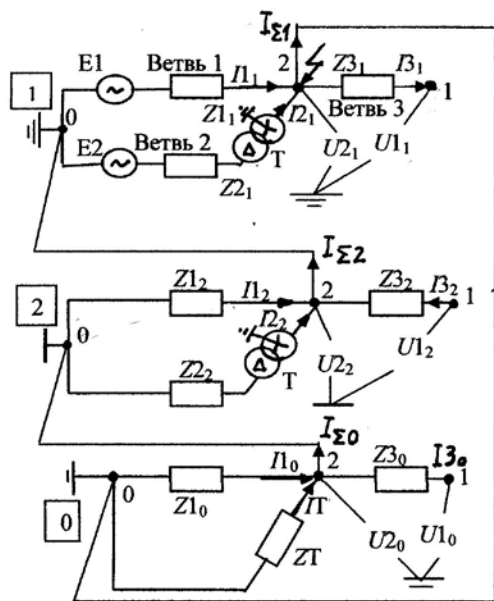 IΣ1
E1 Ветвь 1 I1₁ 2 Z3₁ I3₁
1 0 Z1₁ I2₁ Ветвь 3 1
E2 Ветвь 2 Δ T U2₁ U1₁
Z2₁
IΣ2
Z1₂ I1₂ 2 Z3₂ I3₂
2 0 I2₂ 1
Z2₂ Δ T U2₂ U1₂
IΣ0
I1₀ 2 Z3₀ I3₀
0 0 Z1₀ IT 1
ZT U2₀ U1₀